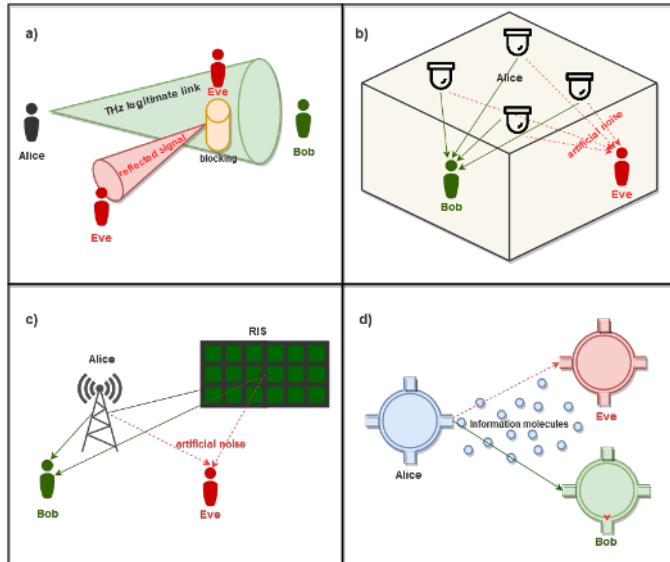 a)
Eve
THz legitimate link
Alice
Bob
blocking
reflected signal
Eve
b)
Alice
artificial noise
Bob
Eve
c)
RIS
Alice
artificial noise
Bob
Eve
d)
Eve
Information molecules
Alice
Bob